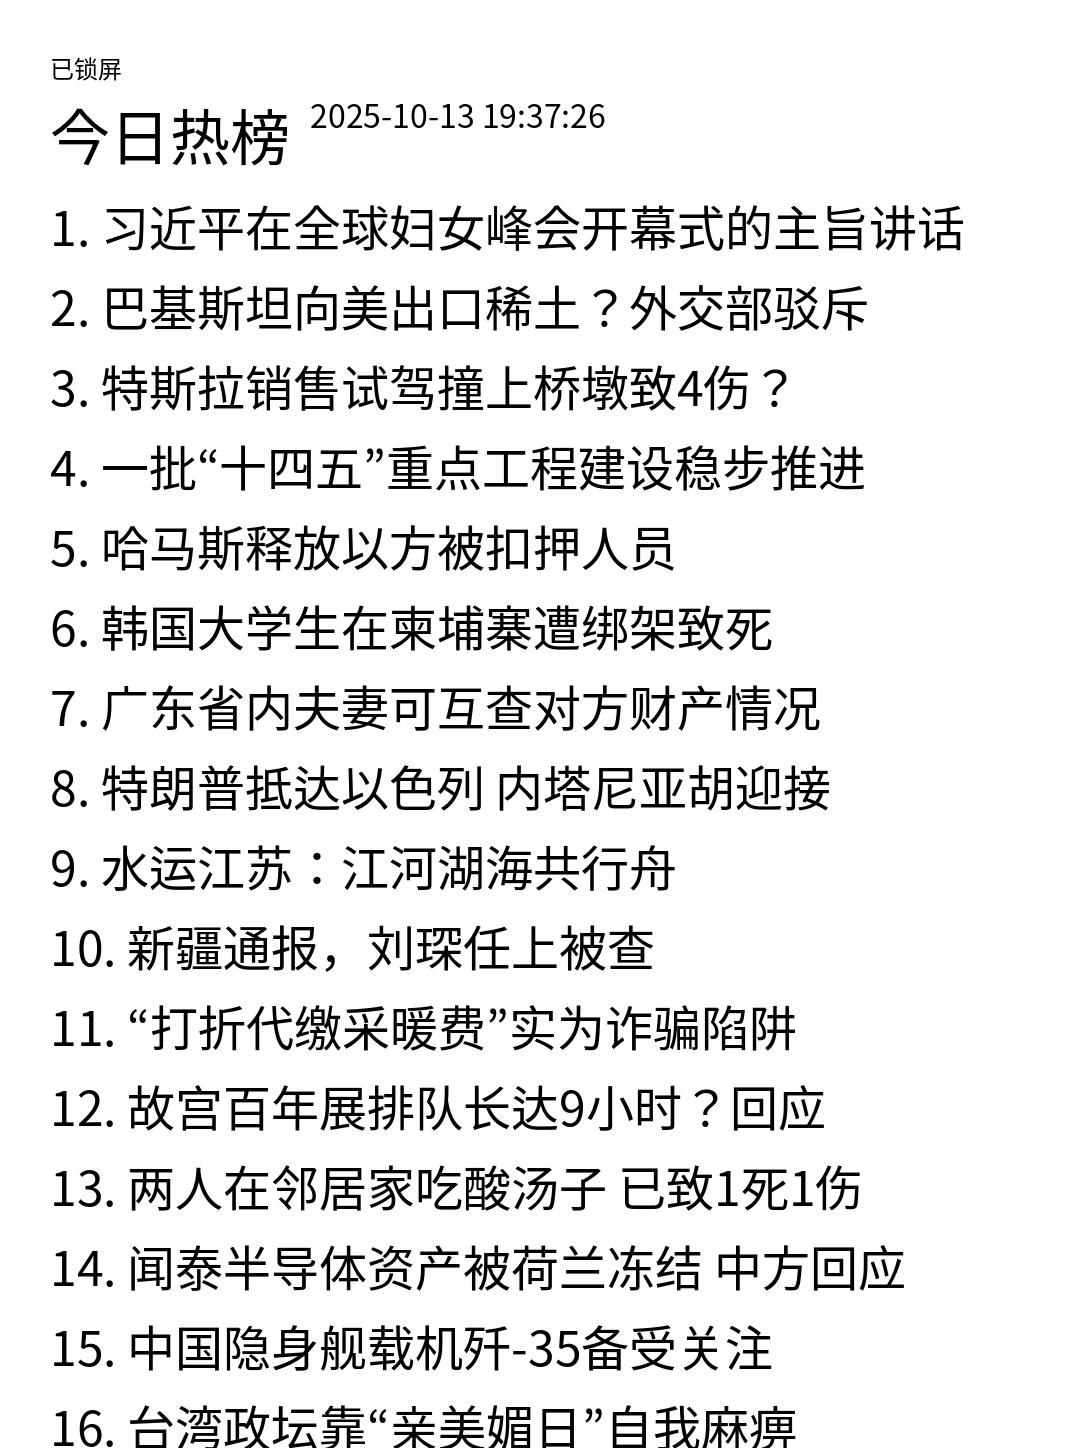 已锁屏
今日热榜 2025-10-13 19:37:26
1. 习近平在全球妇女峰会开幕式的主旨讲话
2. 巴基斯坦向美出口稀土？外交部驳斥
3. 特斯拉销售试驾撞上桥墩致4伤？
4. 一批“十四五”重点工程建设稳步推进
5. 哈马斯释放以方被扣押人员
6. 韩国大学生在柬埔寨遭绑架致死
7. 广东省内夫妻可互查对方财产情况
8. 特朗普抵达以色列 内塔尼亚胡迎接
9. 水运江苏：江河湖海共行舟
10. 新疆通报，刘琛任上被查
11. “打折代缴采暖费”实为诈骗陷阱
12. 故宫百年展排队长达9小时？回应
13. 两人在邻居家吃酸汤子 已致1死1伤
14. 闻泰半导体资产被荷兰冻结 中方回应
15. 中国隐身舰载机歼-35备受关注
16. 台湾政坛靠“亲美媚日”自我麻痹